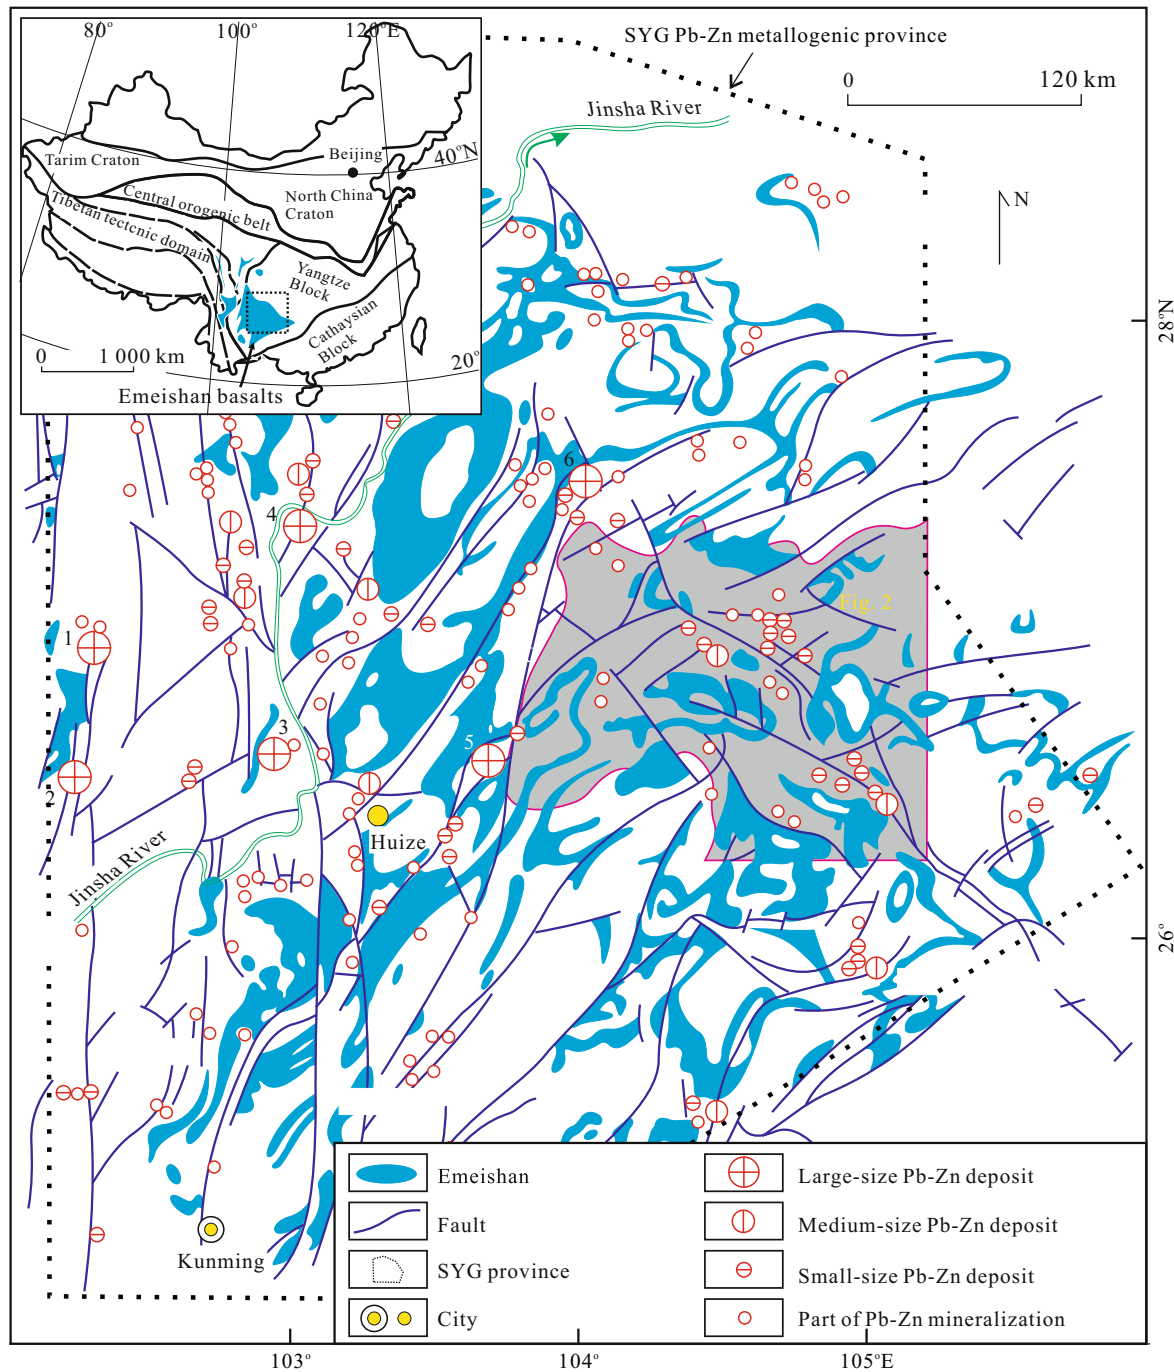 80°
100°
120°E
SYG Pb-Zn metallogenic province
0
120 km
Jinsha River
Tarim Craton
Beijing
40°N
Central orogenic belt
North China
Craton
Tibetan tectcnic domain
N
Yangtze
Block
Cathaysian
Block
28°N
0
1 000 km
20°
Emeishan basalts
6
4
Fig. 2
1
3
5
2
Huize
Jinsha River
26°
Emeishan
Large-size Pb-Zn deposit
Fault
Medium-size Pb-Zn deposit
Kunming
SYG province
Small-size Pb-Zn deposit
City
Part of Pb-Zn mineralization
103°
104°
105°E